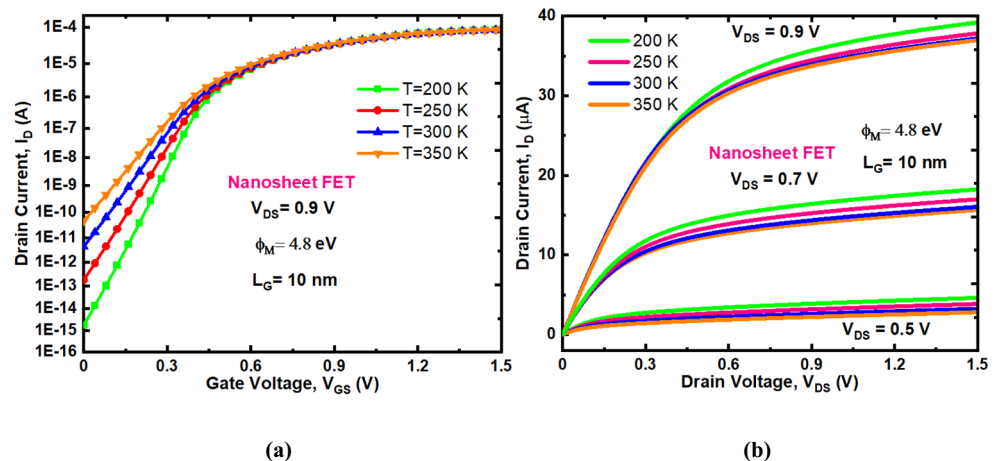 1E-4
1E-5
1E-6
1E-7
1E-8
1E-9
1E-10
1E-11
1E-12
1E-13
1E-14
1E-15
1E-16
Drain Current, I_D (A)
T=200 K
T=250 K
T=300 K
T=350 K
Nanosheet FET
V_DS = 0.9 V
ϕ_M = 4.8 eV
L_G = 10 nm
0 0.3 0.6 0.9 1.2 1.5
Gate Voltage, V_GS (V)
(a)
40
30
20
10
0
Drain Current, I_D (μA)
200 K
250 K
300 K
350 K
V_DS = 0.9 V
ϕ_M = 4.8 eV
L_G = 10 nm
Nanosheet FET
V_DS = 0.7 V
V_DS = 0.5 V
0 0.3 0.6 0.9 1.2 1.5
Drain Voltage, V_DS (V)
(b)